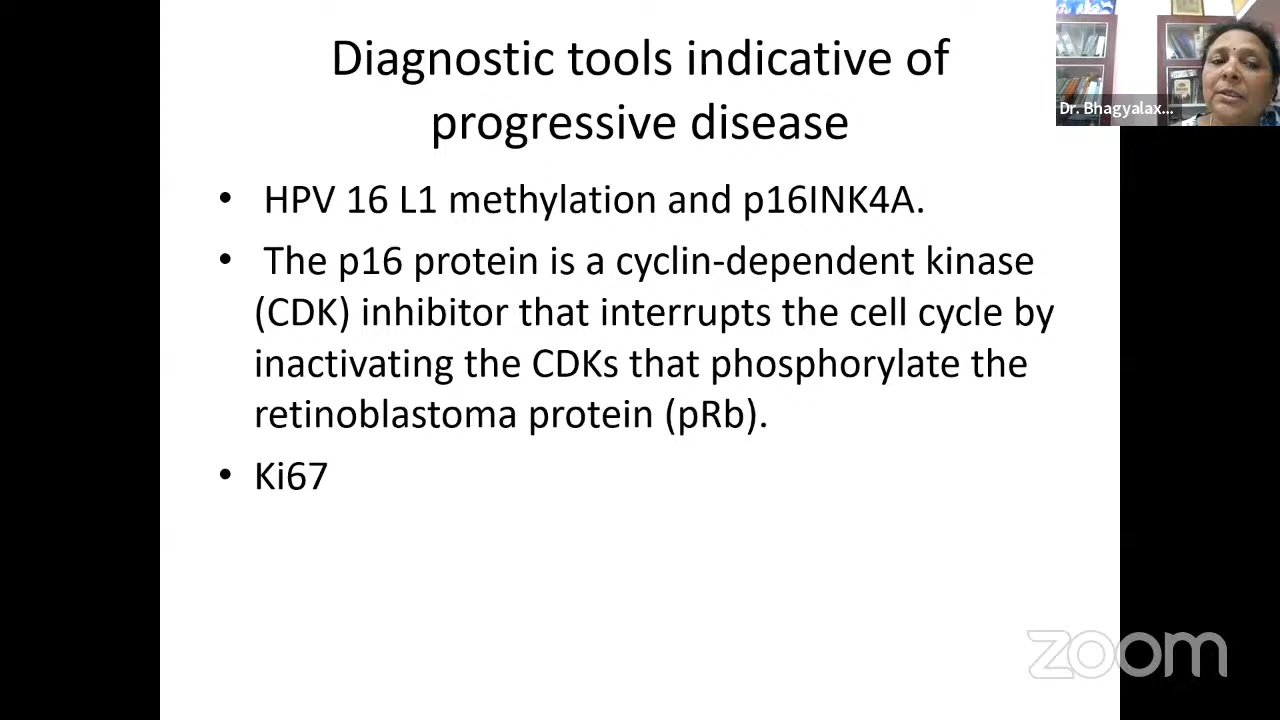 Diagnostic tools indicative of
progressive disease
• HPV 16 L1 methylation and p16INK4A.
• The p16 protein is a cyclin-dependent kinase
(CDK) inhibitor that interrupts the cell cycle by
inactivating the CDKs that phosphorylate the
retinoblastoma protein (pRb).
• Ki67
Dr. Bhagyalax...
zoom